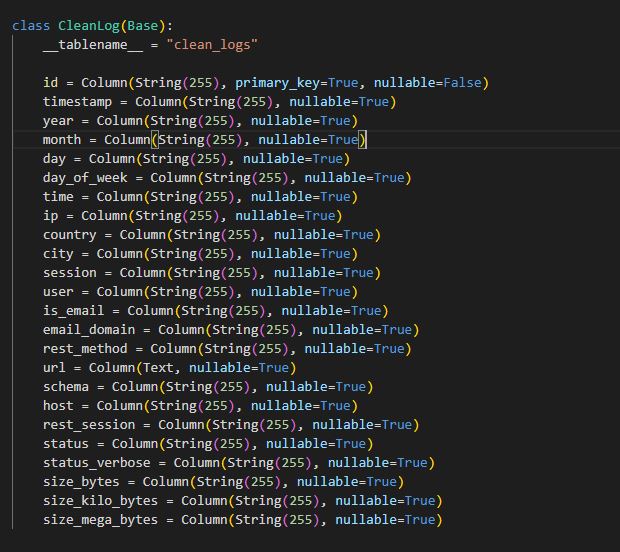 class CleanLog(Base):
    __tablename__ = "clean_logs"

    id = Column(String(255), primary_key=True, nullable=False)
    timestamp = Column(String(255), nullable=True)
    year = Column(String(255), nullable=True)
    month = Column(String(255), nullable=True)
    day = Column(String(255), nullable=True)
    day_of_week = Column(String(255), nullable=True)
    time = Column(String(255), nullable=True)
    ip = Column(String(255), nullable=True)
    country = Column(String(255), nullable=True)
    city = Column(String(255), nullable=True)
    session = Column(String(255), nullable=True)
    user = Column(String(255), nullable=True)
    is_email = Column(String(255), nullable=True)
    email_domain = Column(String(255), nullable=True)
    rest_method = Column(String(255), nullable=True)
    url = Column(Text, nullable=True)
    schema = Column(String(255), nullable=True)
    host = Column(String(255), nullable=True)
    rest_session = Column(String(255), nullable=True)
    status = Column(String(255), nullable=True)
    status_verbose = Column(String(255), nullable=True)
    size_bytes = Column(String(255), nullable=True)
    size_kilo_bytes = Column(String(255), nullable=True)
    size_mega_bytes = Column(String(255), nullable=True)